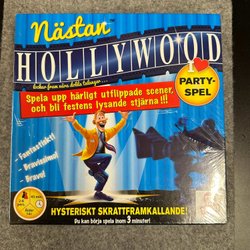 Nästan
HOLLYWOOD
I
PARTY-
SPEL
Spela upp härligt utflippade scener,
och bli festens lysande stjärna!!!
- Fantastiskt!
- Bravissimo!
- Bravo!
HYSTERISKT SKRATTFRAMKALLANDE!
Du kan börja spela inom 3 minuter!